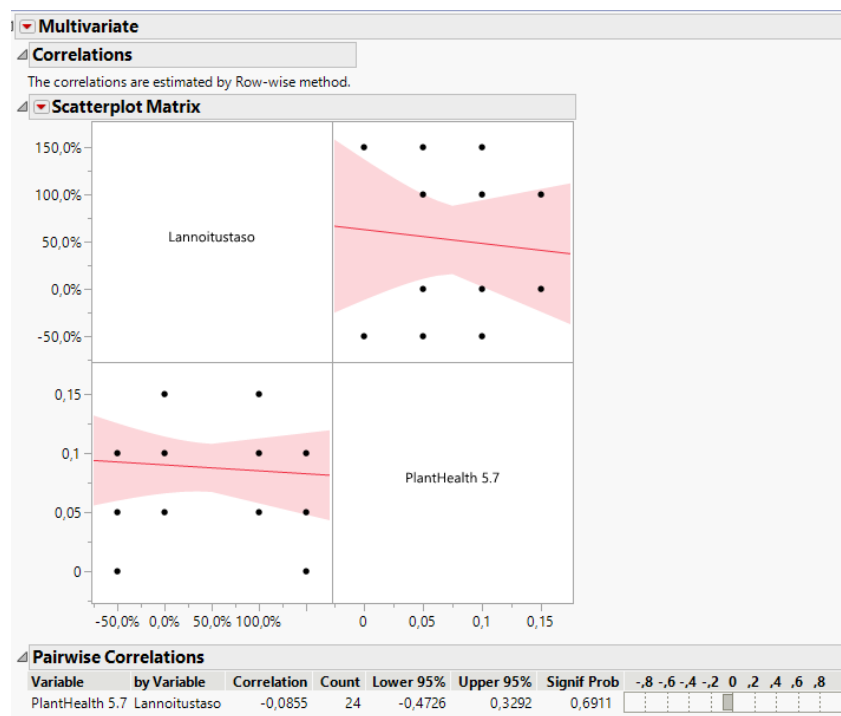 Multivariate
Correlations
The correlations are estimated by Row-wise method.
Scatterplot Matrix
150,0%
100,0%
50,0%
0,0%
-50,0%
Lannoitustaso
0,15
0,1
0,05
0
PlantHealth 5.7
-50,0% 0,0% 50,0% 100,0% 0 0,05 0,1 0,15
Pairwise Correlations
Variable by Variable Correlation Count Lower 95% Upper 95% Signif Prob -,8 -,6 -,4 -,2 0 ,2 ,4 ,6 ,8
PlantHealth 5.7 Lannoitustaso -0,0855 24 -0,4726 0,3292 0,6911